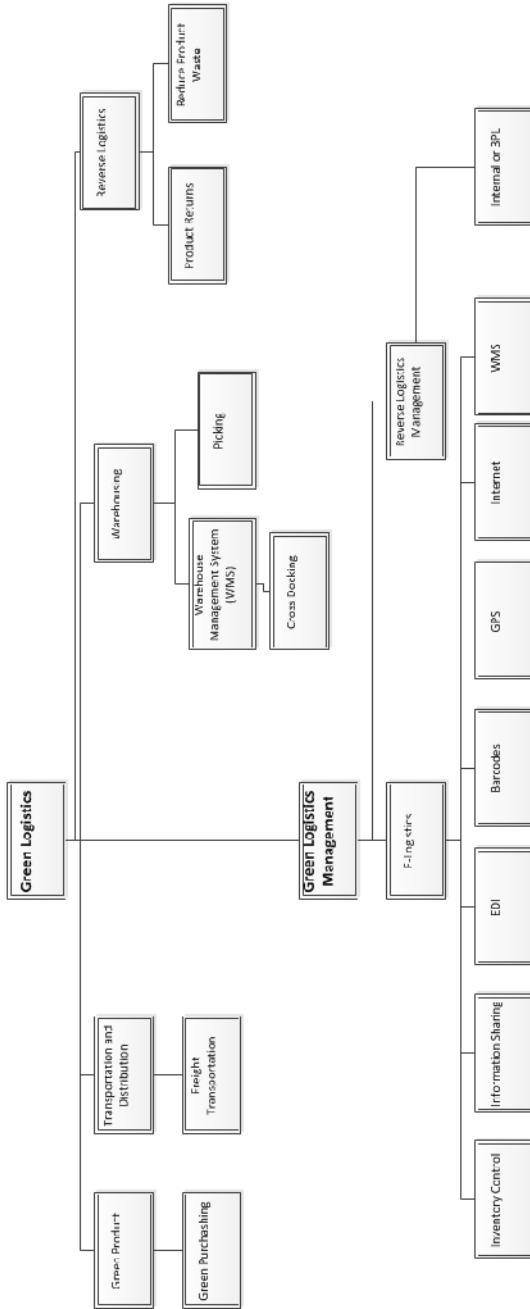 Green Logistics
Green Product
Transportation and
Distribution
Warehousing
Reverse Logistics
Green Purchashing
Freight
Transportation
Warehouse
Management System
(WMS)
Picking
Product Returns
Reduce Product
Waste
Cross Docking
Green Logistics
Management
E-logistics
Reverse Logistics
Management
Inventory Control
Information Sharing
EDI
Barcodes
GPS
Internet
WMS
Internal or 3PL